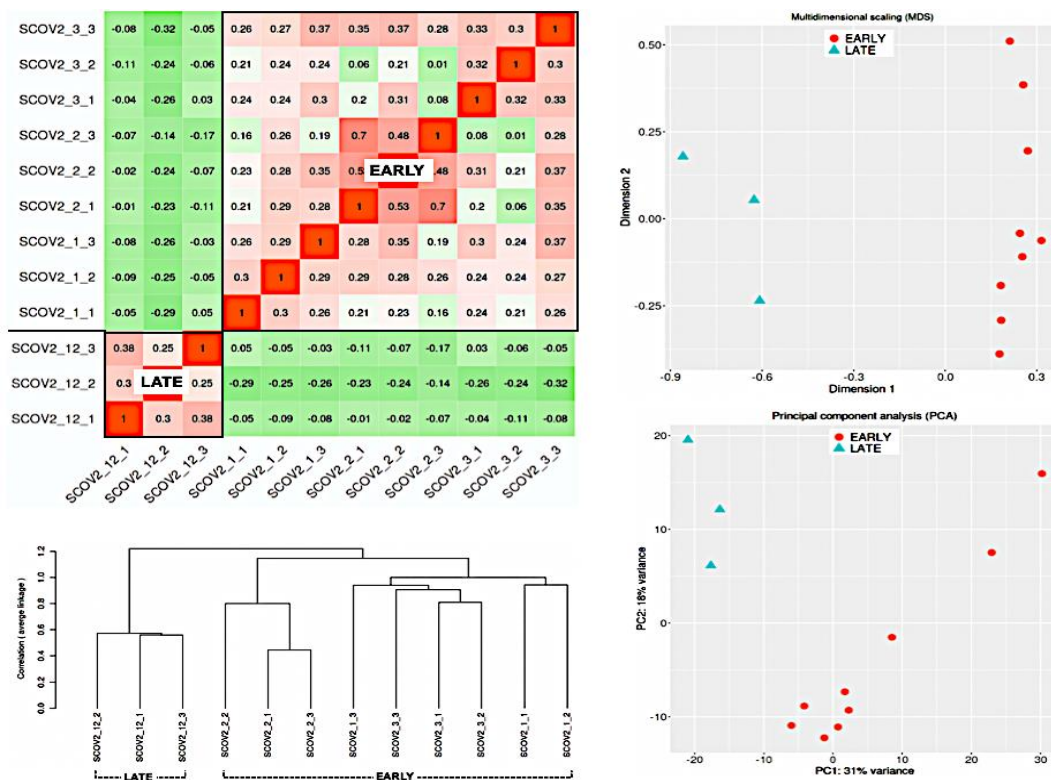 SCOV2_3_3 -0.08 -0.32 -0.05 0.26 0.27 0.37 0.35 0.37 0.28 0.33 0.3 1
SCOV2_3_2 -0.11 -0.24 -0.06 0.21 0.24 0.24 0.06 0.21 0.01 0.32 1 0.3
SCOV2_3_1 -0.04 -0.26 0.03 0.24 0.24 0.3 0.2 0.31 0.08 1 0.32 0.33
SCOV2_2_3 -0.07 -0.14 -0.17 0.16 0.26 0.19 0.7 0.48 1 0.08 0.01 0.28
SCOV2_2_2 -0.02 -0.24 -0.07 0.23 0.28 0.35 0.5 EARLY .48 0.31 0.21 0.37
SCOV2_2_1 -0.01 -0.23 -0.11 0.21 0.29 0.28 1 0.53 0.7 0.2 0.06 0.35
SCOV2_1_3 -0.08 -0.26 -0.03 0.26 0.29 1 0.28 0.35 0.19 0.3 0.24 0.37
SCOV2_1_2 -0.09 -0.25 -0.05 0.3 1 0.29 0.29 0.28 0.26 0.24 0.24 0.27
SCOV2_1_1 -0.05 -0.29 0.05 1 0.3 0.26 0.21 0.23 0.16 0.24 0.21 0.26
SCOV2_12_3 0.38 0.25 1 0.05 -0.05 -0.03 -0.11 -0.07 -0.17 0.03 -0.06 -0.05
SCOV2_12_2 0.3 LATE 0.25 -0.29 -0.25 -0.26 -0.23 -0.24 -0.14 -0.26 -0.24 -0.32
SCOV2_12_1 1 0.3 0.38 -0.05 -0.09 -0.08 -0.01 -0.02 -0.07 -0.04 -0.11 -0.08
SCOV2_12_1 SCOV2_12_2 SCOV2_12_3 SCOV2_1_1 SCOV2_1_2 SCOV2_1_3 SCOV2_2_1 SCOV2_2_2 SCOV2_2_3 SCOV2_3_1 SCOV2_3_2 SCOV2_3_3
Multidimensional scaling (MDS)
EARLY
LATE
0.50
0.25
0.00
-0.25
Dimension 2
-0.9 -0.6 -0.3 0.0 0.3
Dimension 1
Correlation ( averge linkage)
1.2
1.0
0.8
0.6
0.4
0.2
0.0
SCOV2_12_2 SCOV2_12_1 SCOV2_12_3 SCOV2_2_2 SCOV2_2_1 SCOV2_2_3 SCOV2_1_3 SCOV2_3_3 SCOV2_3_1 SCOV2_3_2 SCOV2_1_1 SCOV2_1_2
LATE EARLY
Principal component analysis (PCA)
EARLY
LATE
20
10
0
-10
PC2: 18% variance
-20 -10 0 10 20 30
PC1: 31% variance